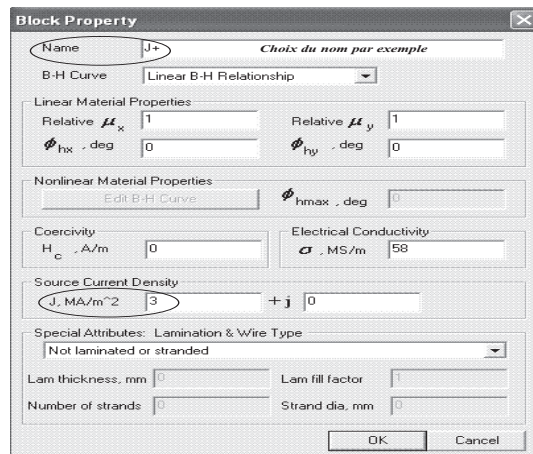 Block Property
Name J+ Choix du nom par exemple
B-H Curve Linear B-H Relationship
Linear Material Properties
Relative μx 1 Relative μy 1
ϕhx , deg 0 ϕhy , deg 0
Nonlinear Material Properties
Edit B-H Curve ϕhmax , deg 0
Coercivity Electrical Conductivity
Hc , A/m 0 σ , MS/m 58
Source Current Density
J, MA/m^2 3 + j 0
Special Attributes: Lamination & Wire Type
Not laminated or stranded
Lam thickness, mm 0 Lam fill factor 1
Number of strands 0 Strand dia, mm 0
OK Cancel